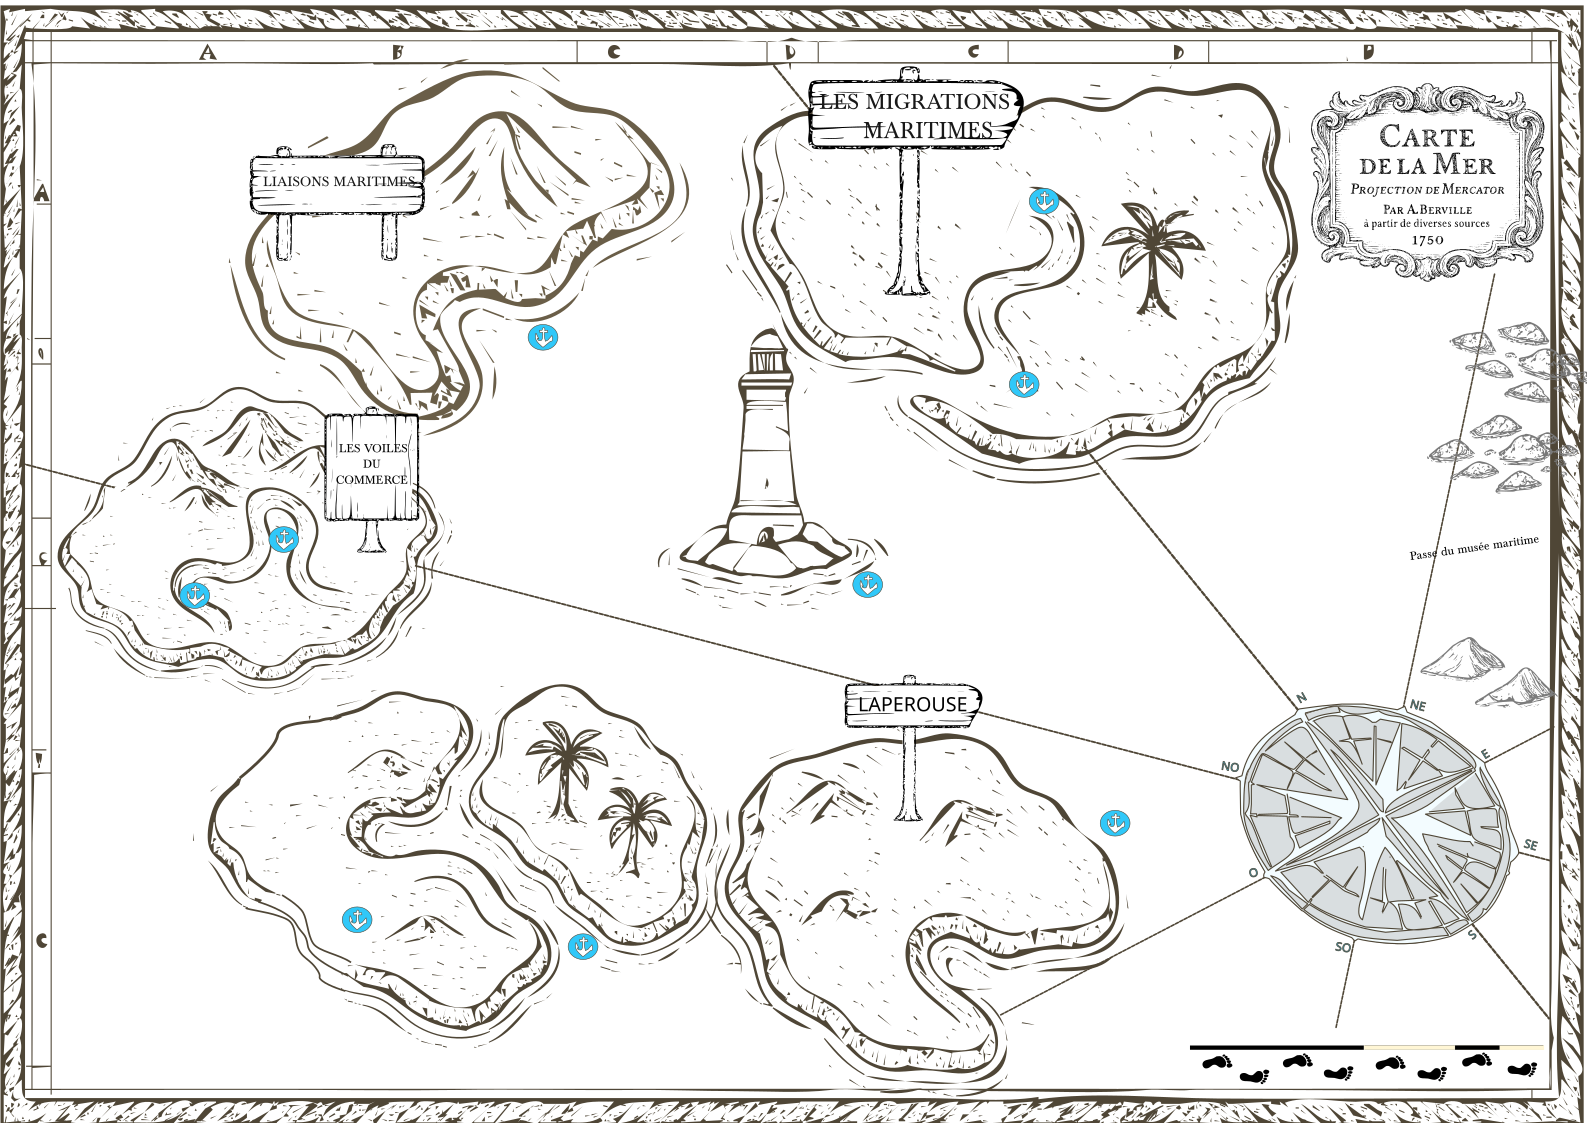 A
C
D
C
D
LES MIGRATIONS
MARITIMES
CARTE
DE LA MER
PROJECTION DE MERCATOR
PAR A. BERVILLE
à partir de diverses sources
1750
LIAISONS MARITIMES
A
LES VOILES
DU
COMMERCE
Passe du musée maritime
LAPEROUSE
N
NE
E
NO
SE
O
S
SO
C